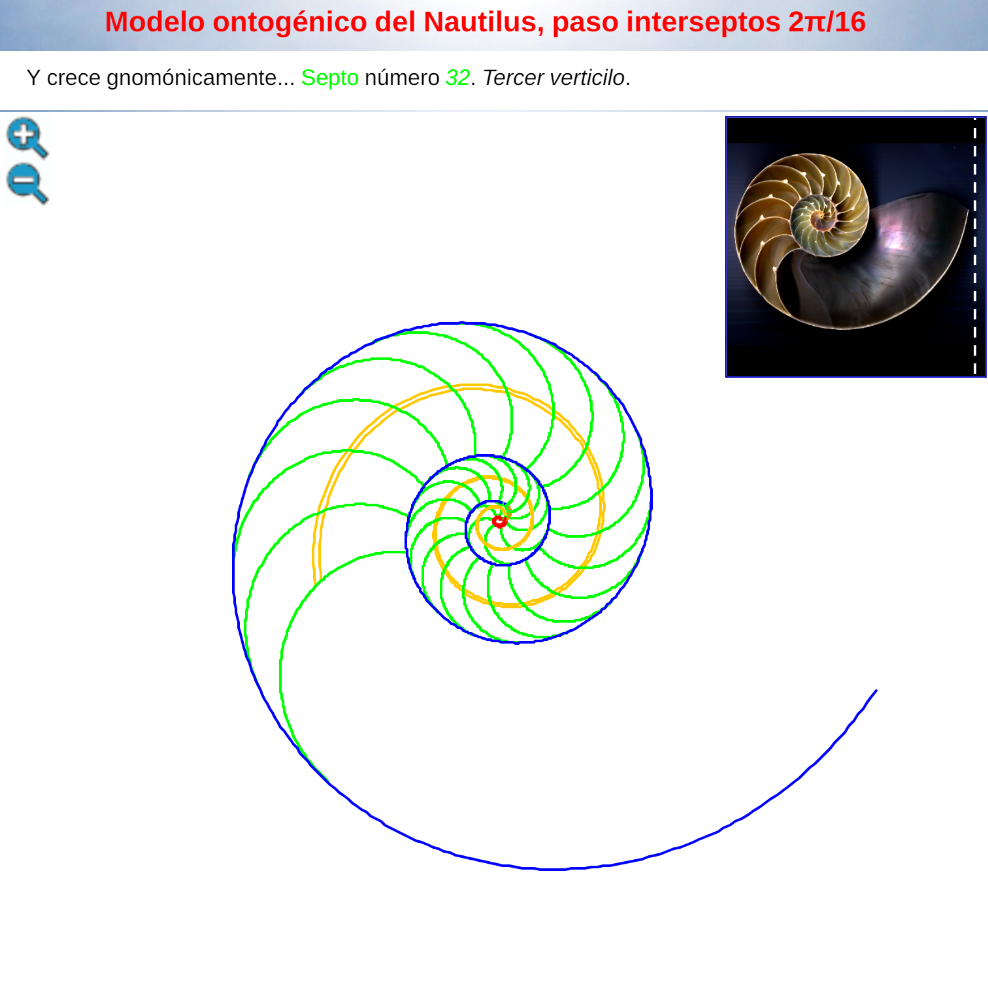 Modelo ontogénico del Nautilus, paso interseptos 2π/16
Y crece gnomónicamente... Septo número 32. Tercer verticilo.